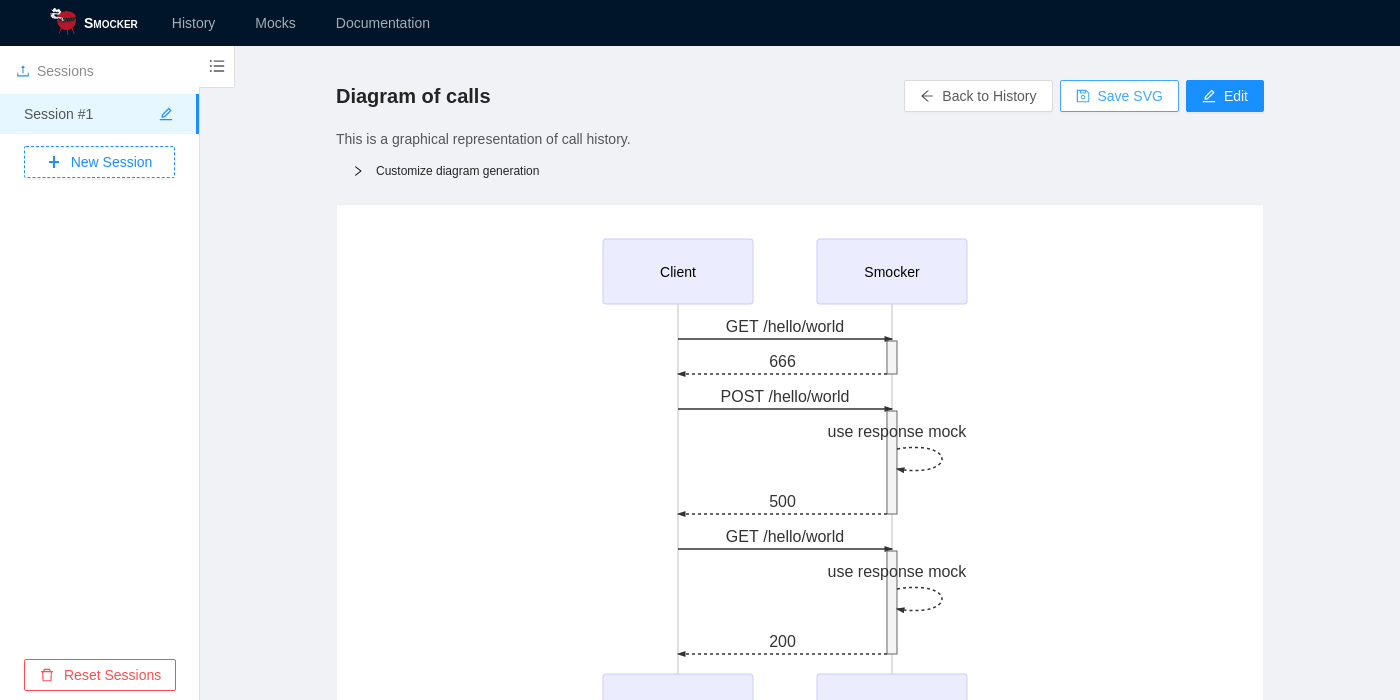 Smocker History Mocks Documentation
Sessions
Session #1
New Session
Reset Sessions
Diagram of calls
Back to History Save SVG Edit
This is a graphical representation of call history.
Customize diagram generation
Client Smocker
GET /hello/world
666
POST /hello/world
use response mock
500
GET /hello/world
use response mock
200